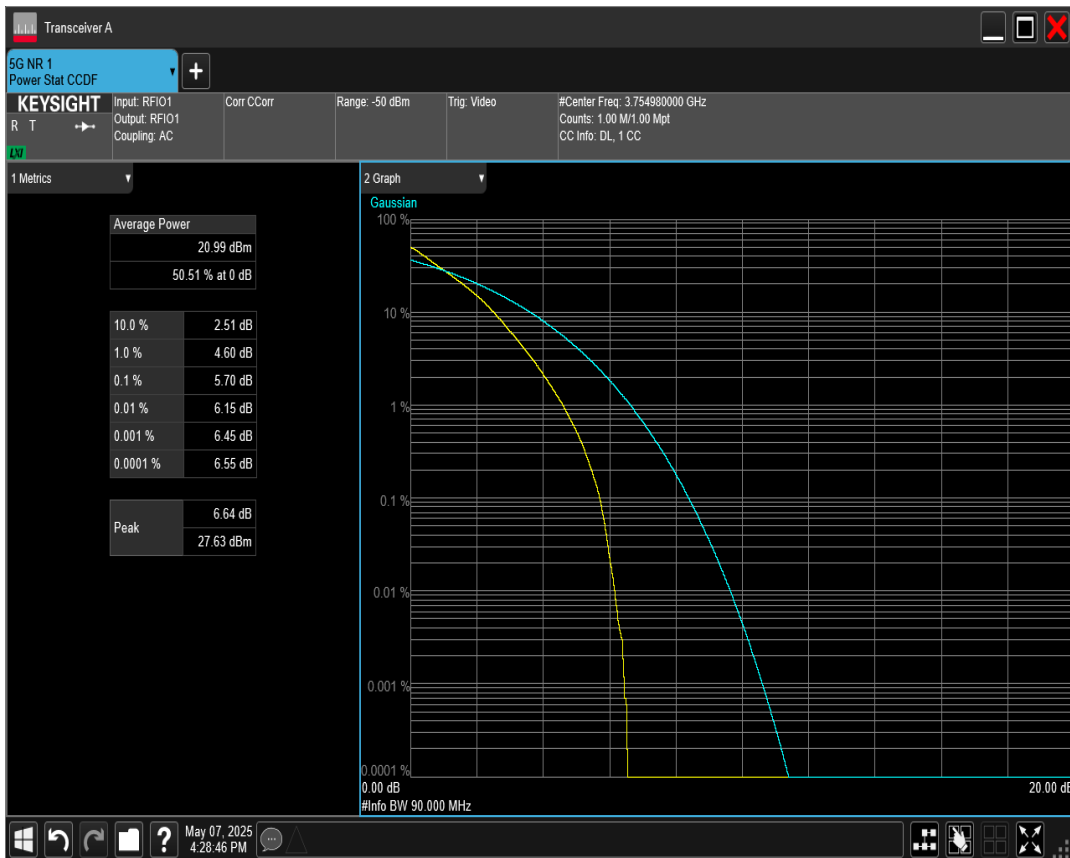 Transceiver A
5G NR 1
Power Stat CCDF
KEYSIGHT
R T
LXI
Input: RFIO1
Output: RFIO1
Coupling: AC
Corr CCorr
Range: -50 dBm
Trig: Video
#Center Freq: 3.754980000 GHz
Counts: 1.00 M/1.00 Mpt
CC Info: DL, 1 CC
1 Metrics
Average Power
20.99 dBm
50.51 % at 0 dB
10.0 % 2.51 dB
1.0 % 4.60 dB
0.1 % 5.70 dB
0.01 % 6.15 dB
0.001 % 6.45 dB
0.0001 % 6.55 dB
Peak
6.64 dB
27.63 dBm
2 Graph
Gaussian
100 %
10 %
1 %
0.1 %
0.01 %
0.001 %
0.0001 %
0.00 dB 20.00 dB
#Info BW 90.000 MHz
?
May 07, 2025
4:28:46 PM